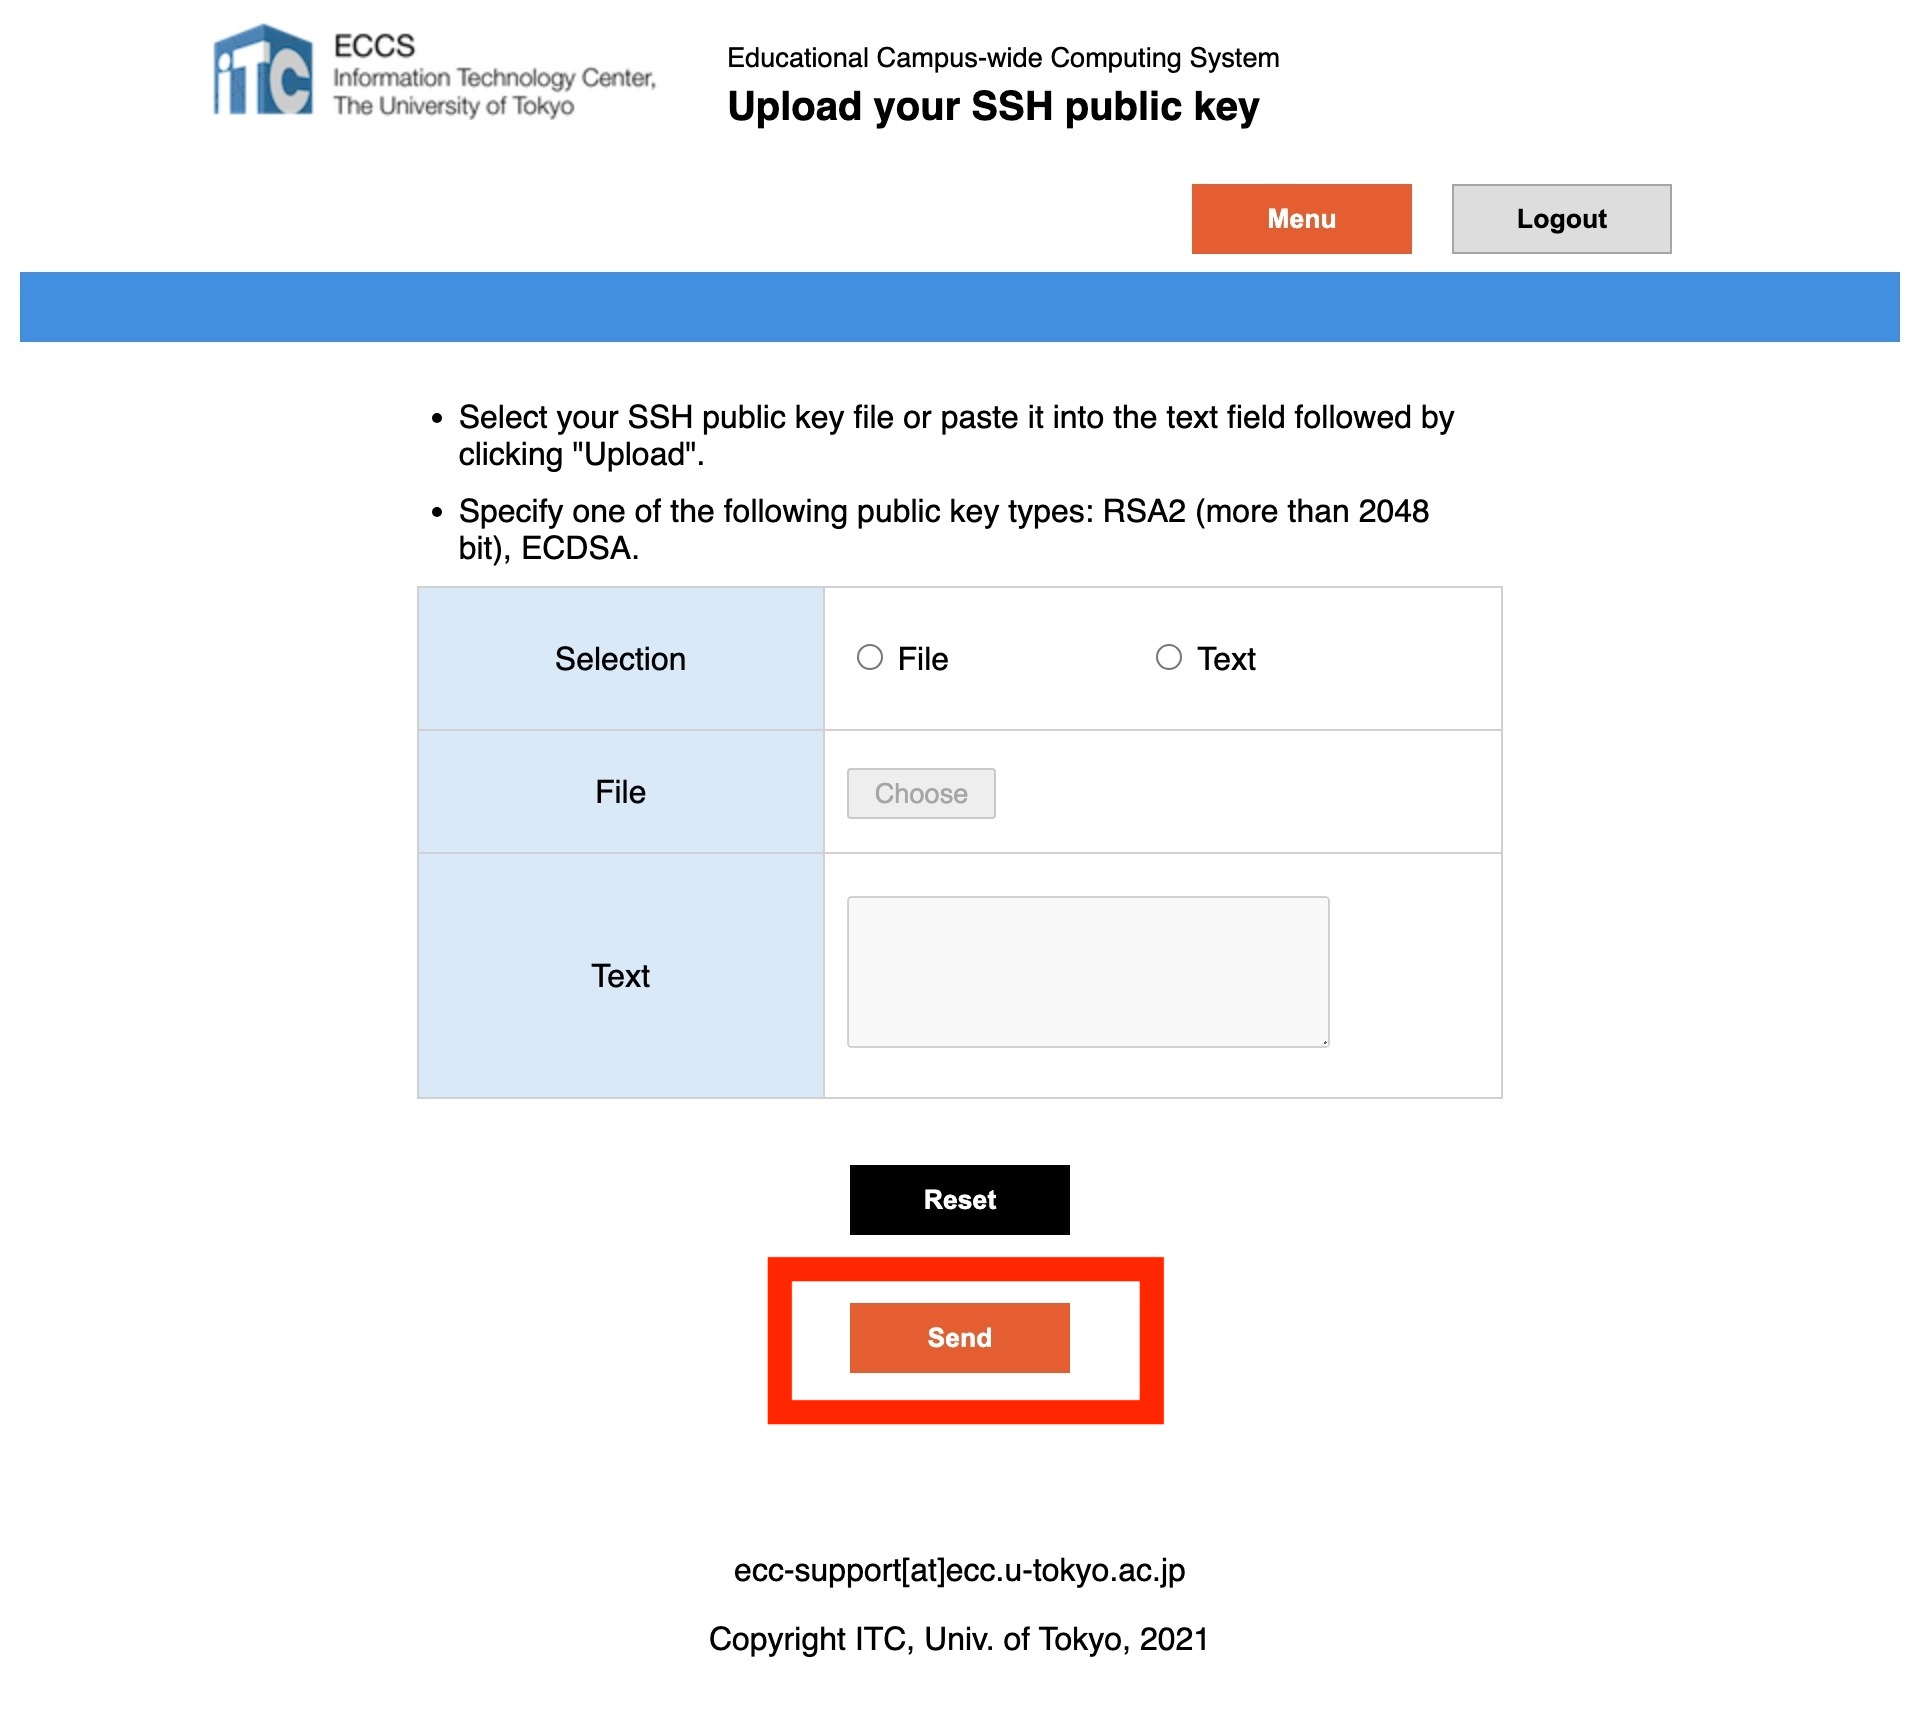 iTC
ECCS
Information Technology Center,
The University of Tokyo
Educational Campus-wide Computing System
Upload your SSH public key
Menu
Logout
• Select your SSH public key file or paste it into the text field followed by
clicking "Upload".
• Specify one of the following public key types: RSA2 (more than 2048
bit), ECDSA.
Selection
File
Text
File
Choose
Text
Reset
Send
ecc-support[at]ecc.u-tokyo.ac.jp
Copyright ITC, Univ. of Tokyo, 2021